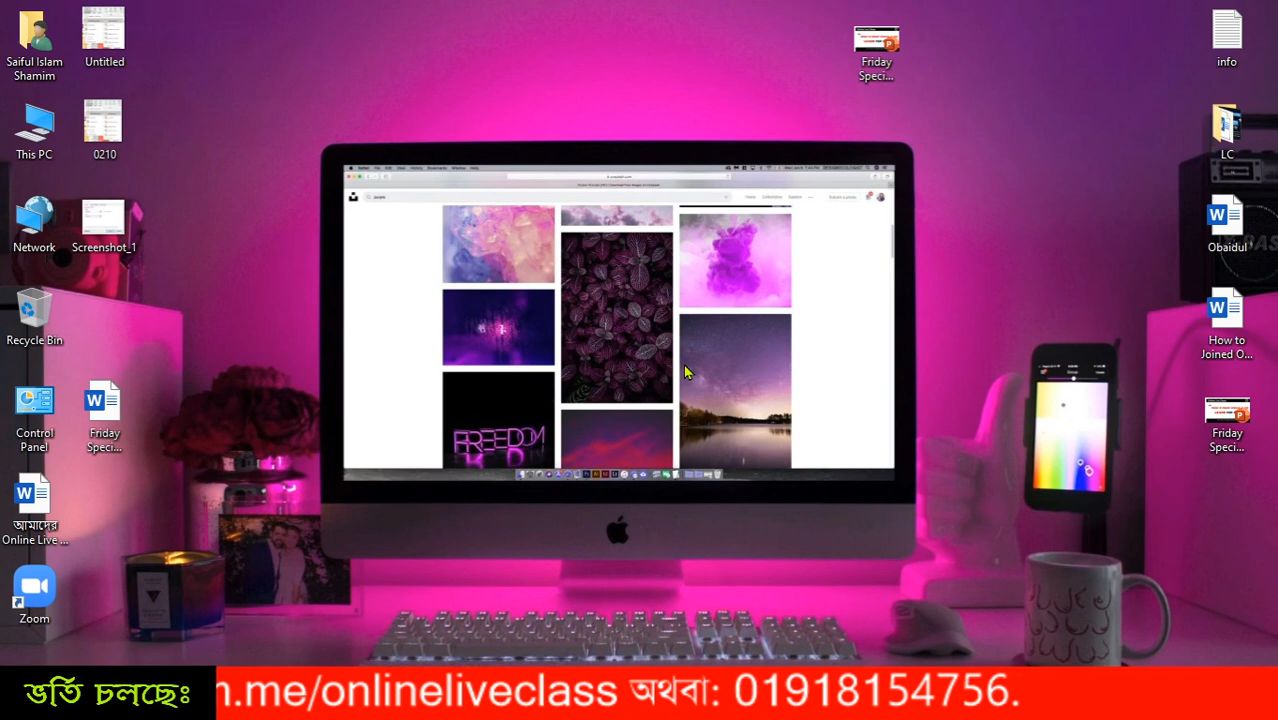 Saiful Islam
Shamim
Untitled
Friday
Speci...
info
This PC
0210
LC
Network
Screenshot_1
Obaidul
Recycle Bin
How to
Joined O...
FREEDOM
Control
Panel
Friday
Speci...
Friday
Speci...
আমাদের
Online Live ...
Zoom
ভর্তি চলছেঃ
n.me/onlineliveclass অথবা: 01918154756.